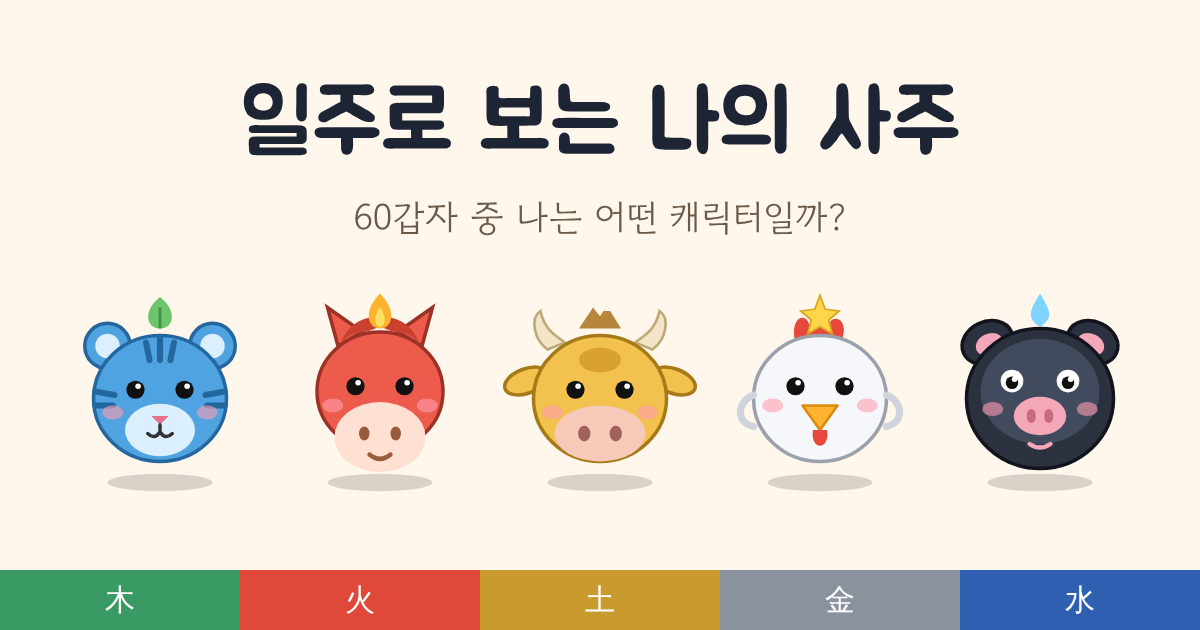 일주로 보는 나의 사주
60갑자 중 나는 어떤 캐릭터일까?
木 火 土 金 水